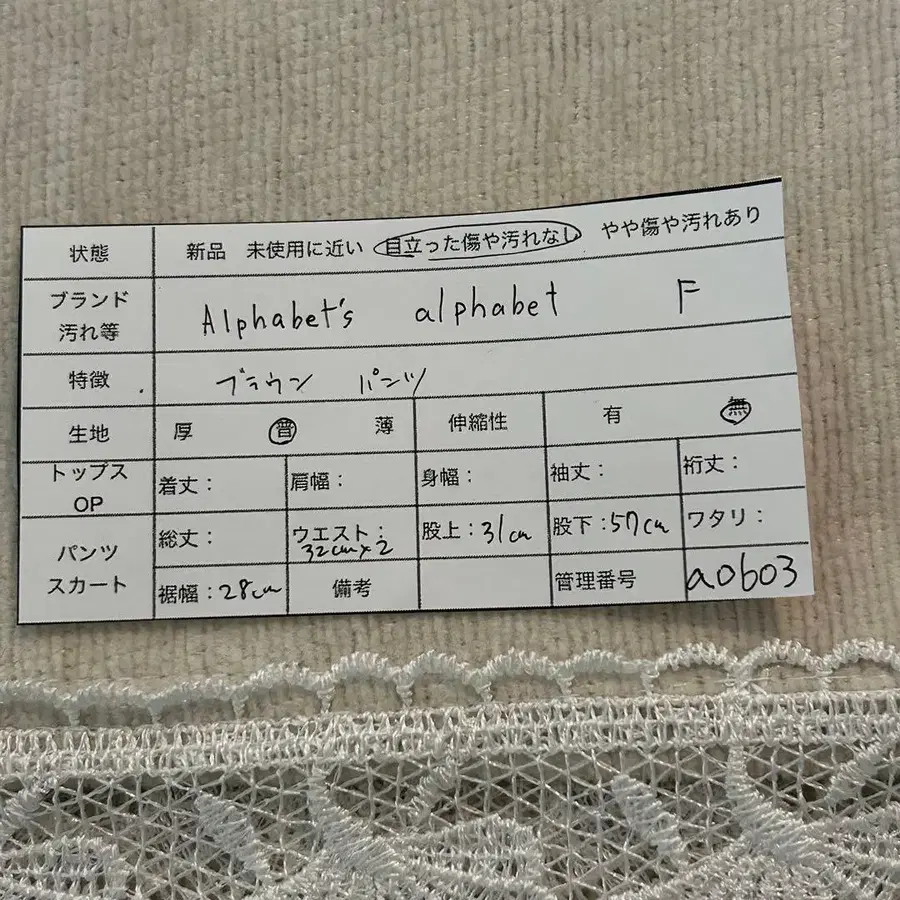 状態 新品 未使用に近い 目立った傷や汚れなし やや傷や汚れあり
ブランド
汚れ等 Alphabet's alphabet F
特徴 ブラウン パンツ
生地 厚 普 薄 伸縮性 有 無
トップス
OP 着丈: 肩幅: 身幅: 袖丈: 裄丈:
パンツ
スカート 総丈: ウエスト: 32cm×2 股上:31cm 股下:57cm ワタリ:
裾幅:28cm 備考 管理番号 a0603